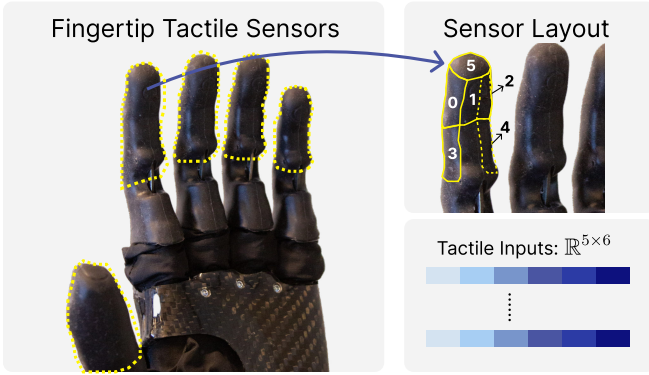 Fingertip Tactile Sensors
Sensor Layout
5
2
0
1
4
3
Tactile Inputs: ℝ^{5×6}